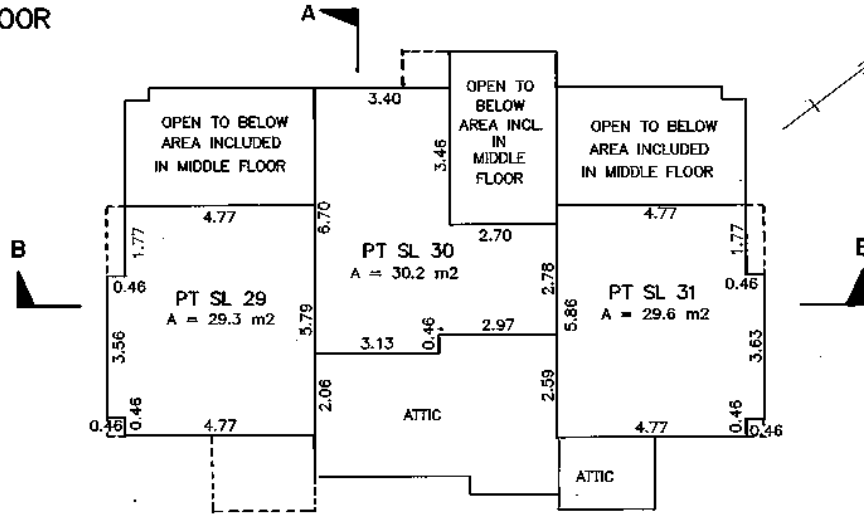 OOR
A
3.40
OPEN TO BELOW
AREA INCLUDED
IN MIDDLE FLOOR
OPEN TO
BELOW
AREA INCL.
IN
MIDDLE
FLOOR
OPEN TO BELOW
AREA INCLUDED
IN MIDDLE FLOOR
3.46
4.77
6.70
2.70
4.77
B
1.77
PT SL 30
A = 30.2 m2
2.78
1.77
0.46
0.46
PT SL 29
A = 29.3 m2
5.79
PT SL 31
A = 29.6 m2
5.86
3.56
3.13
0.46
2.97
3.63
2.06
ATTIC
2.59
0.46
0.46
4.77
4.77
0.46
0.46
ATTIC